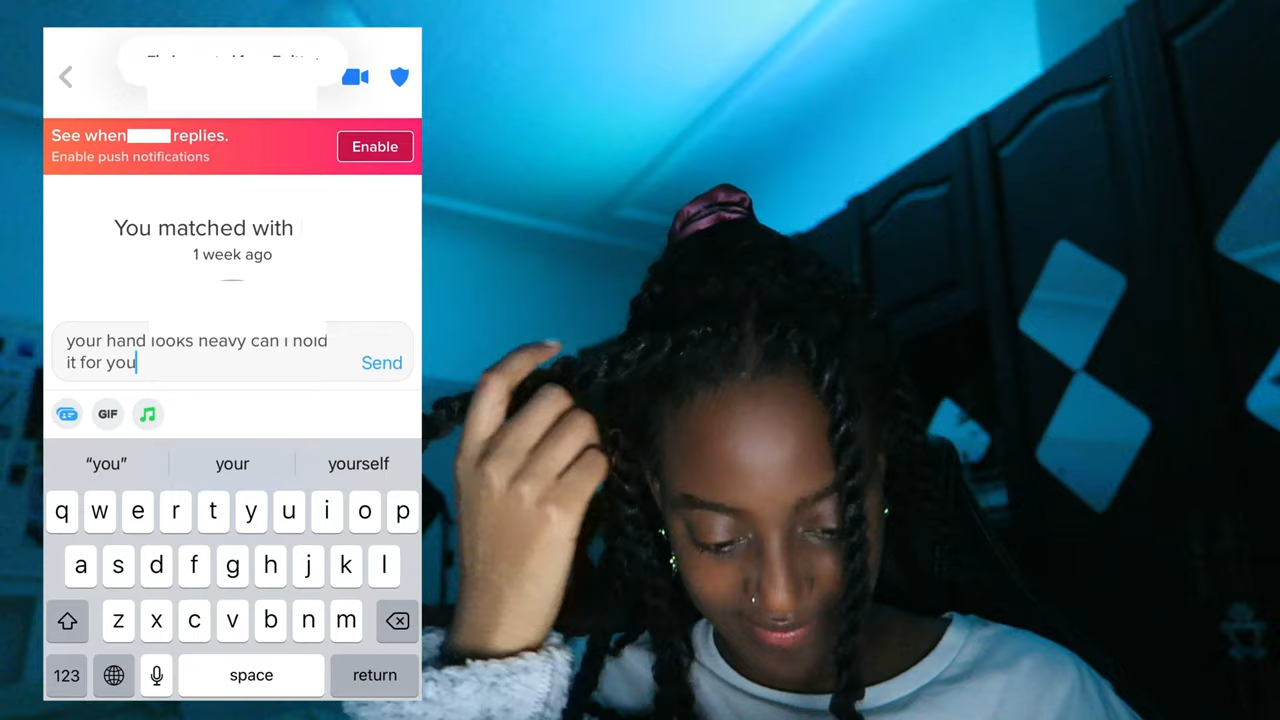 See when replies.
Enable push notifications
Enable
You matched with
1 week ago
your hand looks heavy can i hold
it for you
Send
GIF
“you” your yourself
q w e r t y u i o p
a s d f g h j k l
z x c v b n m
123 space return